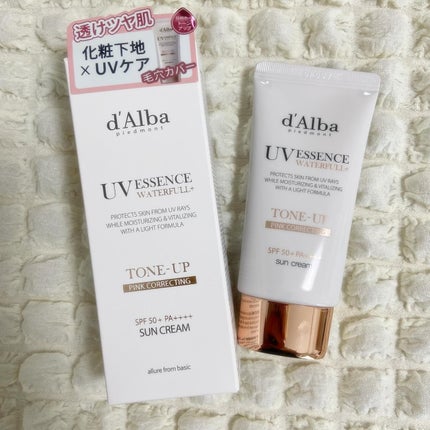 透けツヤ肌
化粧下地
×UVケア
毛穴カバー
d'Alba
piedmont
UV ESSENCE
WATERFULL+
PROTECTS SKIN FROM UV RAYS
WHILE MOISTURIZING & VITALIZING
WITH A LIGHT FORMULA
TONE-UP
PINK CORRECTING
SPF 50+ PA++++
SUN CREAM
allure from basic
d'Alba
piedmont
UV ESSENCE
WATERFULL+
PROTECTS SKIN FROM UV RAYS
WHILE MOISTURIZING & VITALIZING
WITH A LIGHT FORMULA
TONE-UP
PINK CORRECTING
SPF 50+ PA++++
sun cream